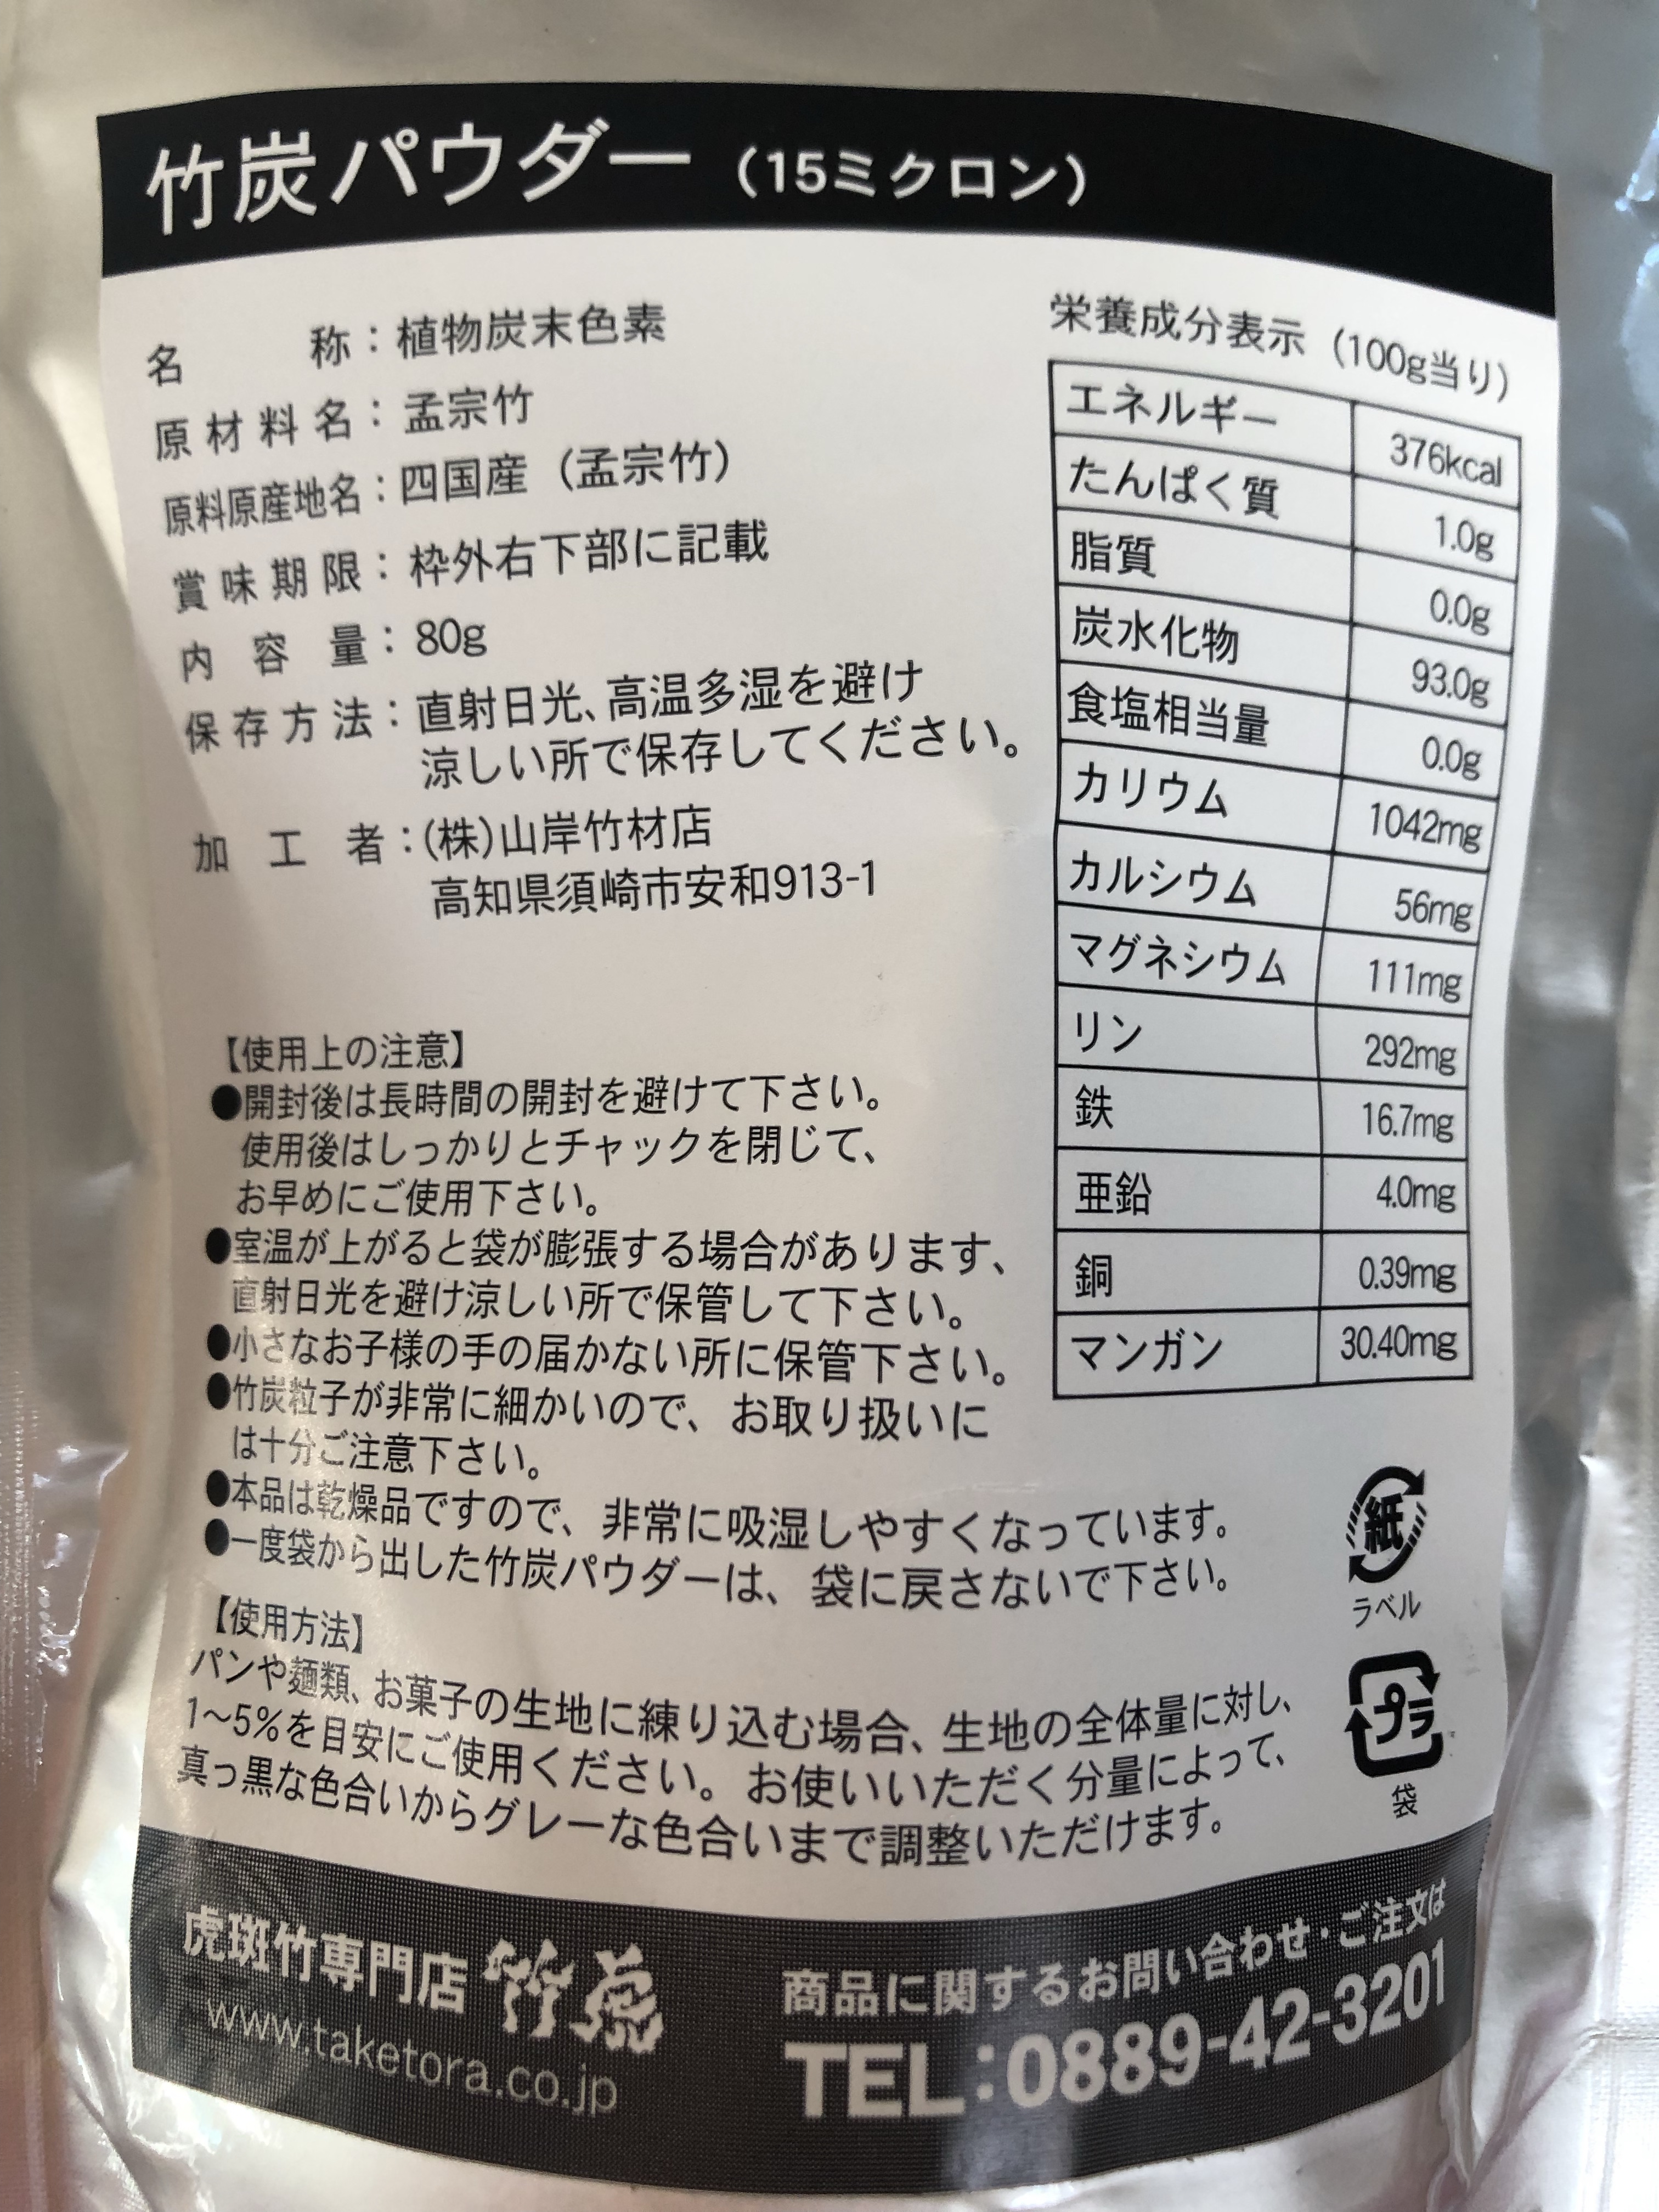 竹炭パウダー（15ミクロン）
名称：植物炭末色素
原材料名：孟宗竹
原料原産地名：四国産（孟宗竹）
賞味期限：枠外右下部に記載
内容量：80g
保存方法：直射日光、高温多湿を避け
涼しい所で保存してください。
加工者：(株)山岸竹材店
高知県須崎市安和913-1
栄養成分表示（100g当り）
エネルギー 376kcal
たんぱく質 1.0g
脂質 0.0g
炭水化物 93.0g
食塩相当量 0.0g
カリウム 1042mg
カルシウム 56mg
マグネシウム 111mg
リン 292mg
鉄 16.7mg
亜鉛 4.0mg
銅 0.39mg
マンガン 30.40mg
【使用上の注意】
●開封後は長時間の開封を避けて下さい。
使用後はしっかりとチャックを閉じて、
お早めにご使用下さい。
●室温が上がると袋が膨張する場合があります、
直射日光を避け涼しい所で保管して下さい。
●小さなお子様の手の届かない所に保管下さい。
●竹炭粒子が非常に細かいので、お取り扱いに
は十分ご注意下さい。
●本品は乾燥品ですので、非常に吸湿しやすくなっています。
●一度袋から出した竹炭パウダーは、袋に戻さないで下さい。
【使用方法】
パンや麺類、お菓子の生地に練り込む場合、生地の全体量に対し、
1～5%を目安にご使用ください。お使いいただく分量によって、
真っ黒な色合いからグレーな色合いまで調整いただけます。
紙
ラベル
プラ
袋
虎斑竹専門店 竹虎
www.taketora.co.jp
商品に関するお問い合わせ・ご注文は
TEL：0889-42-3201